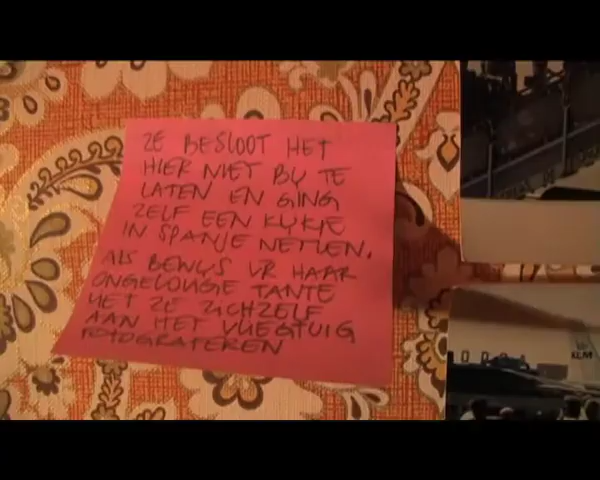 ZE BESLOOT HET
HIER NIET BIJ TE
LATEN EN GING
ZELF EEN KIJKJE
IN SPANJE NEMEN.
ALS BEWIJS VR HAAR
ONGELOVIGE TANTE
LIET ZE ZICHZELF
AAN HET VLIEGTUIG
FOTOGRAFEREN
KLM